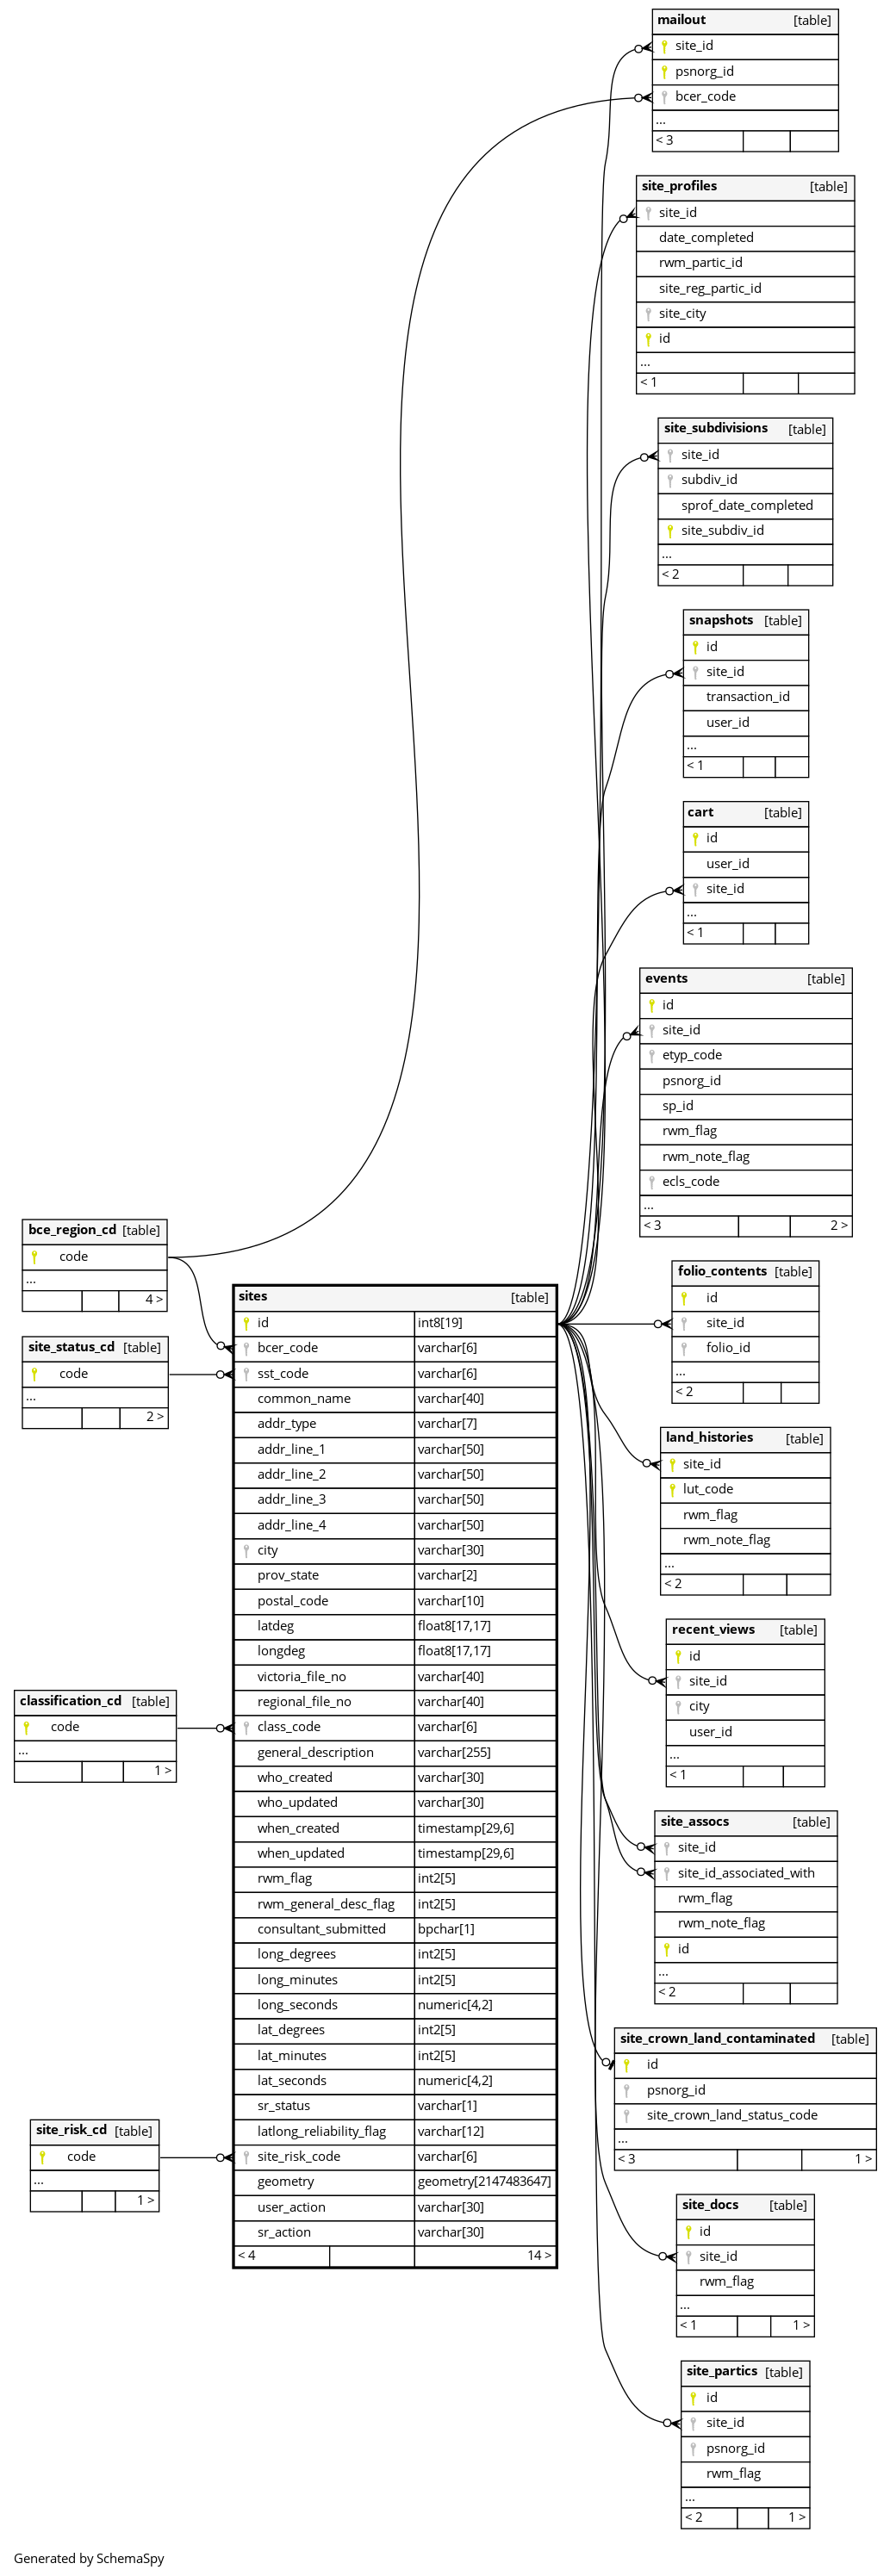 mailout [table]
site_id
psnorg_id
bcer_code
...
< 3
site_profiles [table]
site_id
date_completed
rwm_partic_id
site_reg_partic_id
site_city
id
...
< 1
site_subdivisions [table]
site_id
subdiv_id
sprof_date_completed
site_subdiv_id
...
< 2
snapshots [table]
id
site_id
transaction_id
user_id
...
< 1
cart [table]
id
user_id
site_id
...
< 1
events [table]
id
site_id
etyp_code
psnorg_id
sp_id
rwm_flag
rwm_note_flag
ecls_code
...
< 3 2 >
bce_region_cd [table]
code
...
4 >
site_status_cd [table]
code
...
2 >
classification_cd [table]
code
...
1 >
site_risk_cd [table]
code
...
1 >
sites [table]
id int8[19]
bcer_code varchar[6]
sst_code varchar[6]
common_name varchar[40]
addr_type varchar[7]
addr_line_1 varchar[50]
addr_line_2 varchar[50]
addr_line_3 varchar[50]
addr_line_4 varchar[50]
city varchar[30]
prov_state varchar[2]
postal_code varchar[10]
latdeg float8[17,17]
longdeg float8[17,17]
victoria_file_no varchar[40]
regional_file_no varchar[40]
class_code varchar[6]
general_description varchar[255]
who_created varchar[30]
who_updated varchar[30]
when_created timestamp[29,6]
when_updated timestamp[29,6]
rwm_flag int2[5]
rwm_general_desc_flag int2[5]
consultant_submitted bpchar[1]
long_degrees int2[5]
long_minutes int2[5]
long_seconds numeric[4,2]
lat_degrees int2[5]
lat_minutes int2[5]
lat_seconds numeric[4,2]
sr_status varchar[1]
latlong_reliability_flag varchar[12]
site_risk_code varchar[6]
geometry geometry[2147483647]
user_action varchar[30]
sr_action varchar[30]
< 4 14 >
folio_contents [table]
id
site_id
folio_id
...
< 2
land_histories [table]
site_id
lut_code
rwm_flag
rwm_note_flag
...
< 2
recent_views [table]
id
site_id
city
user_id
...
< 1
site_assocs [table]
site_id
site_id_associated_with
rwm_flag
rwm_note_flag
id
...
< 2
site_crown_land_contaminated [table]
id
psnorg_id
site_crown_land_status_code
...
< 3 1 >
site_docs [table]
id
site_id
rwm_flag
...
< 1 1 >
site_partics [table]
id
site_id
psnorg_id
rwm_flag
...
< 2 1 >
Generated by SchemaSpy